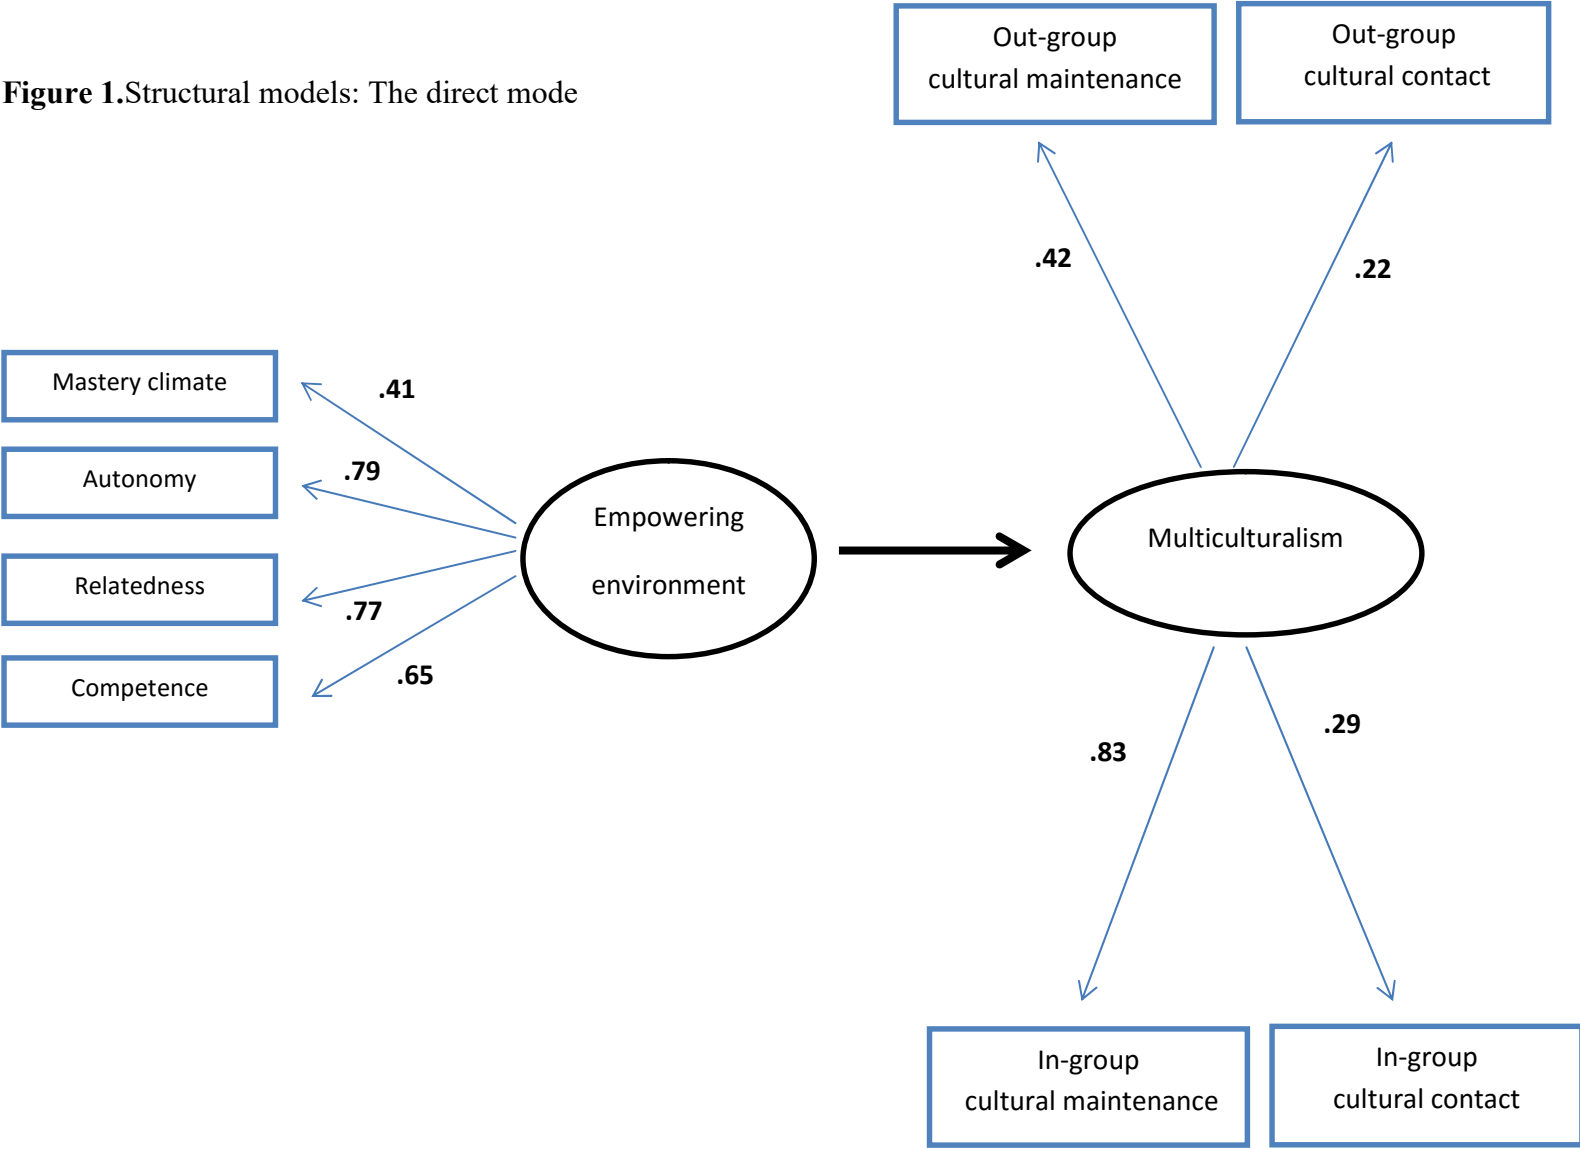 Out-group
cultural maintenance
Out-group
cultural contact
Figure 1.Structural models: The direct mode
.42
.22
Mastery climate
.41
Autonomy
.79
Relatedness
.77
Competence
.65
Empowering
environment
Multiculturalism
.83
.29
In-group
cultural maintenance
In-group
cultural contact